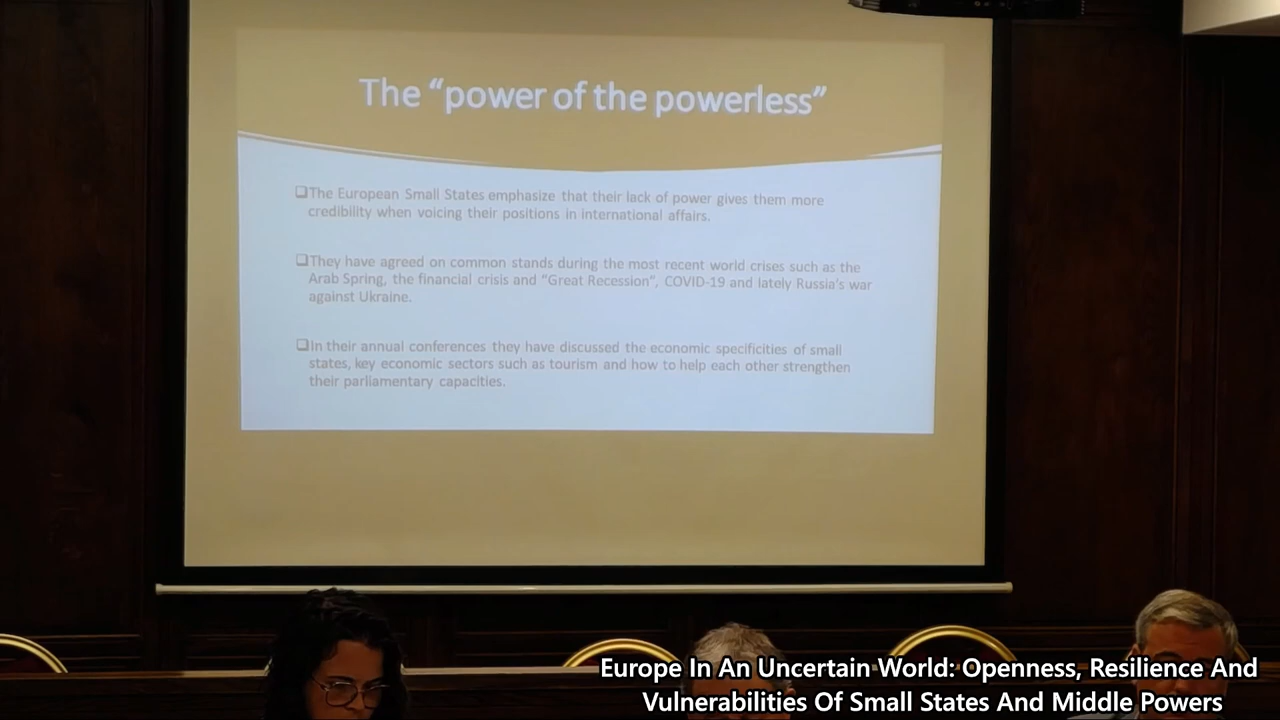 The “power of the powerless”
❑The European Small States emphasize that their lack of power gives them more
credibility when voicing their positions in international affairs.
❑They have agreed on common stands during the most recent world crises such as the
Arab Spring, the financial crisis and “Great Recession”, COVID-19 and lately Russia’s war
against Ukraine.
❑In their annual conferences they have discussed the economic specificities of small
states, key economic sectors such as tourism and how to help each other strengthen
their parliamentary capacities.
Europe In An Uncertain World: Openness, Resilience And
Vulnerabilities Of Small States And Middle Powers